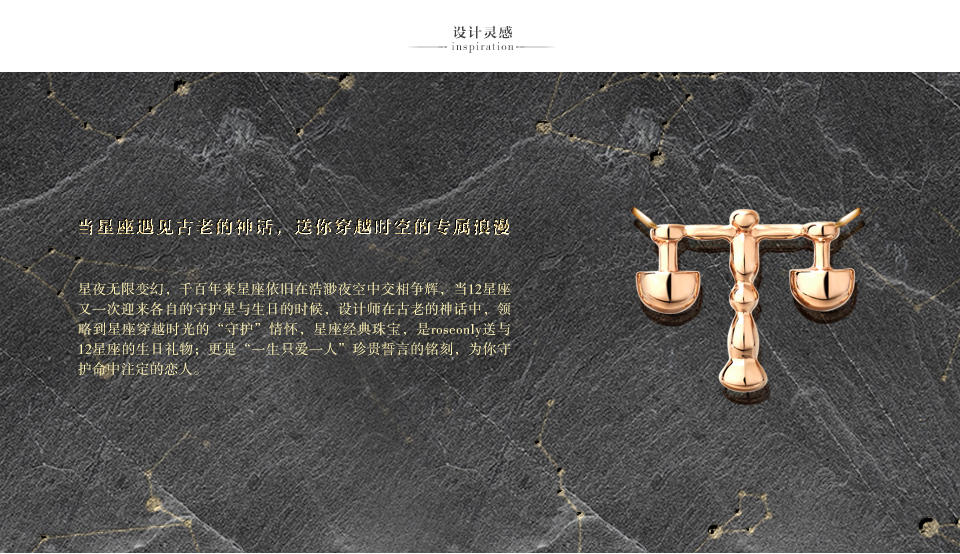 设计灵感
inspiration
当星座遇见古老的神话，送你穿越时空的专属浪漫
星夜无限变幻，千百年来星座依旧在浩渺夜空中交相争辉，当12星座
又一次迎来各自的守护星与生日的时候，设计师在古老的神话中，领
略到星座穿越时光的“守护”情怀，星座经典珠宝，是roseonly送与
12星座的生日礼物；更是“一生只爱一人”珍贵誓言的铭刻，为你守
护命中注定的恋人。